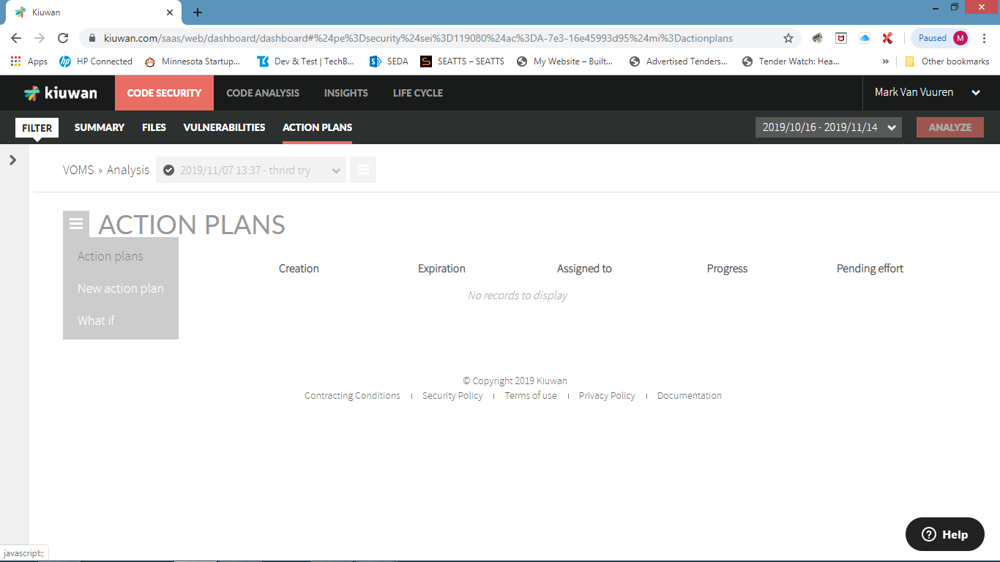 Kiuwan
kiuwan.com/saas/web/dashboard/dashboard#%24pe%3Dsecurity%24sei%3D119080%24ac%3DA-7e3-16e45993d95%24mi%3Dactionplans
Paused M
Apps HP Connected Minnesota Startup... Dev & Test | TechB... SEDA SEATTS – SEATTS My Website – Built... Advertised Tenders... Tender Watch: Hea... » Other bookmarks
kiuwan CODE SECURITY CODE ANALYSIS INSIGHTS LIFE CYCLE Mark Van Vuuren
FILTER SUMMARY FILES VULNERABILITIES ACTION PLANS 2019/10/16 - 2019/11/14 ANALYZE
VOMS » Analysis 2019/11/07 13:37 - thrird try
ACTION PLANS
Action plans
New action plan
What if
Creation Expiration Assigned to Progress Pending effort
No records to display
© Copyright 2019 Kiuwan
Contracting Conditions | Security Policy | Terms of use | Privacy Policy | Documentation
Help
javascript:;